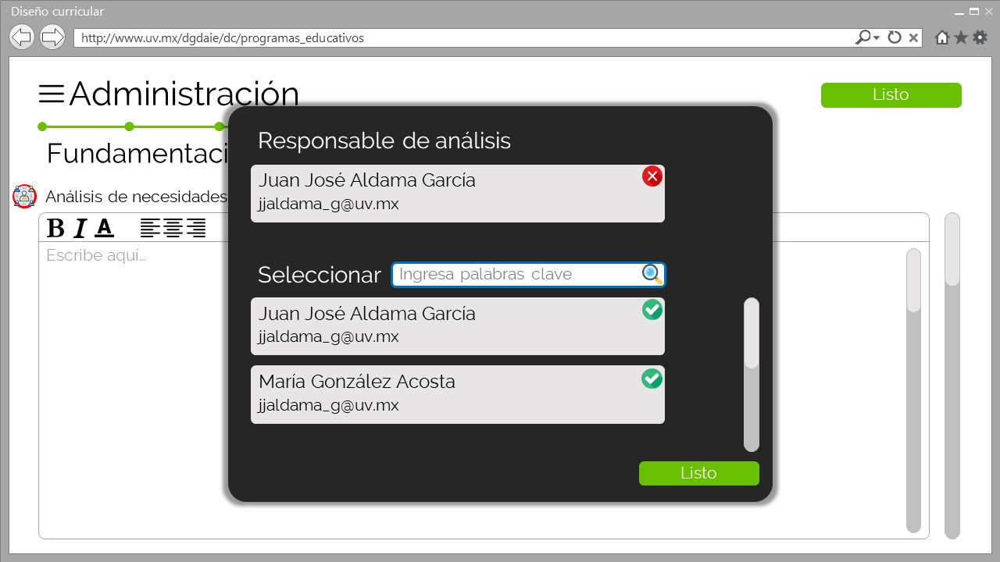 Diseño curricular
http://www.uv.mx/dgdaie/dc/programas_educativos
Administración
Listo
Fundamentaci
Análisis de necesidades
B I A
Escribe aquí...
Responsable de análisis
Juan José Aldama García
jjaldama_g@uv.mx
Seleccionar
Ingresa palabras clave
Juan José Aldama García
jjaldama_g@uv.mx
María González Acosta
jjaldama_g@uv.mx
Listo